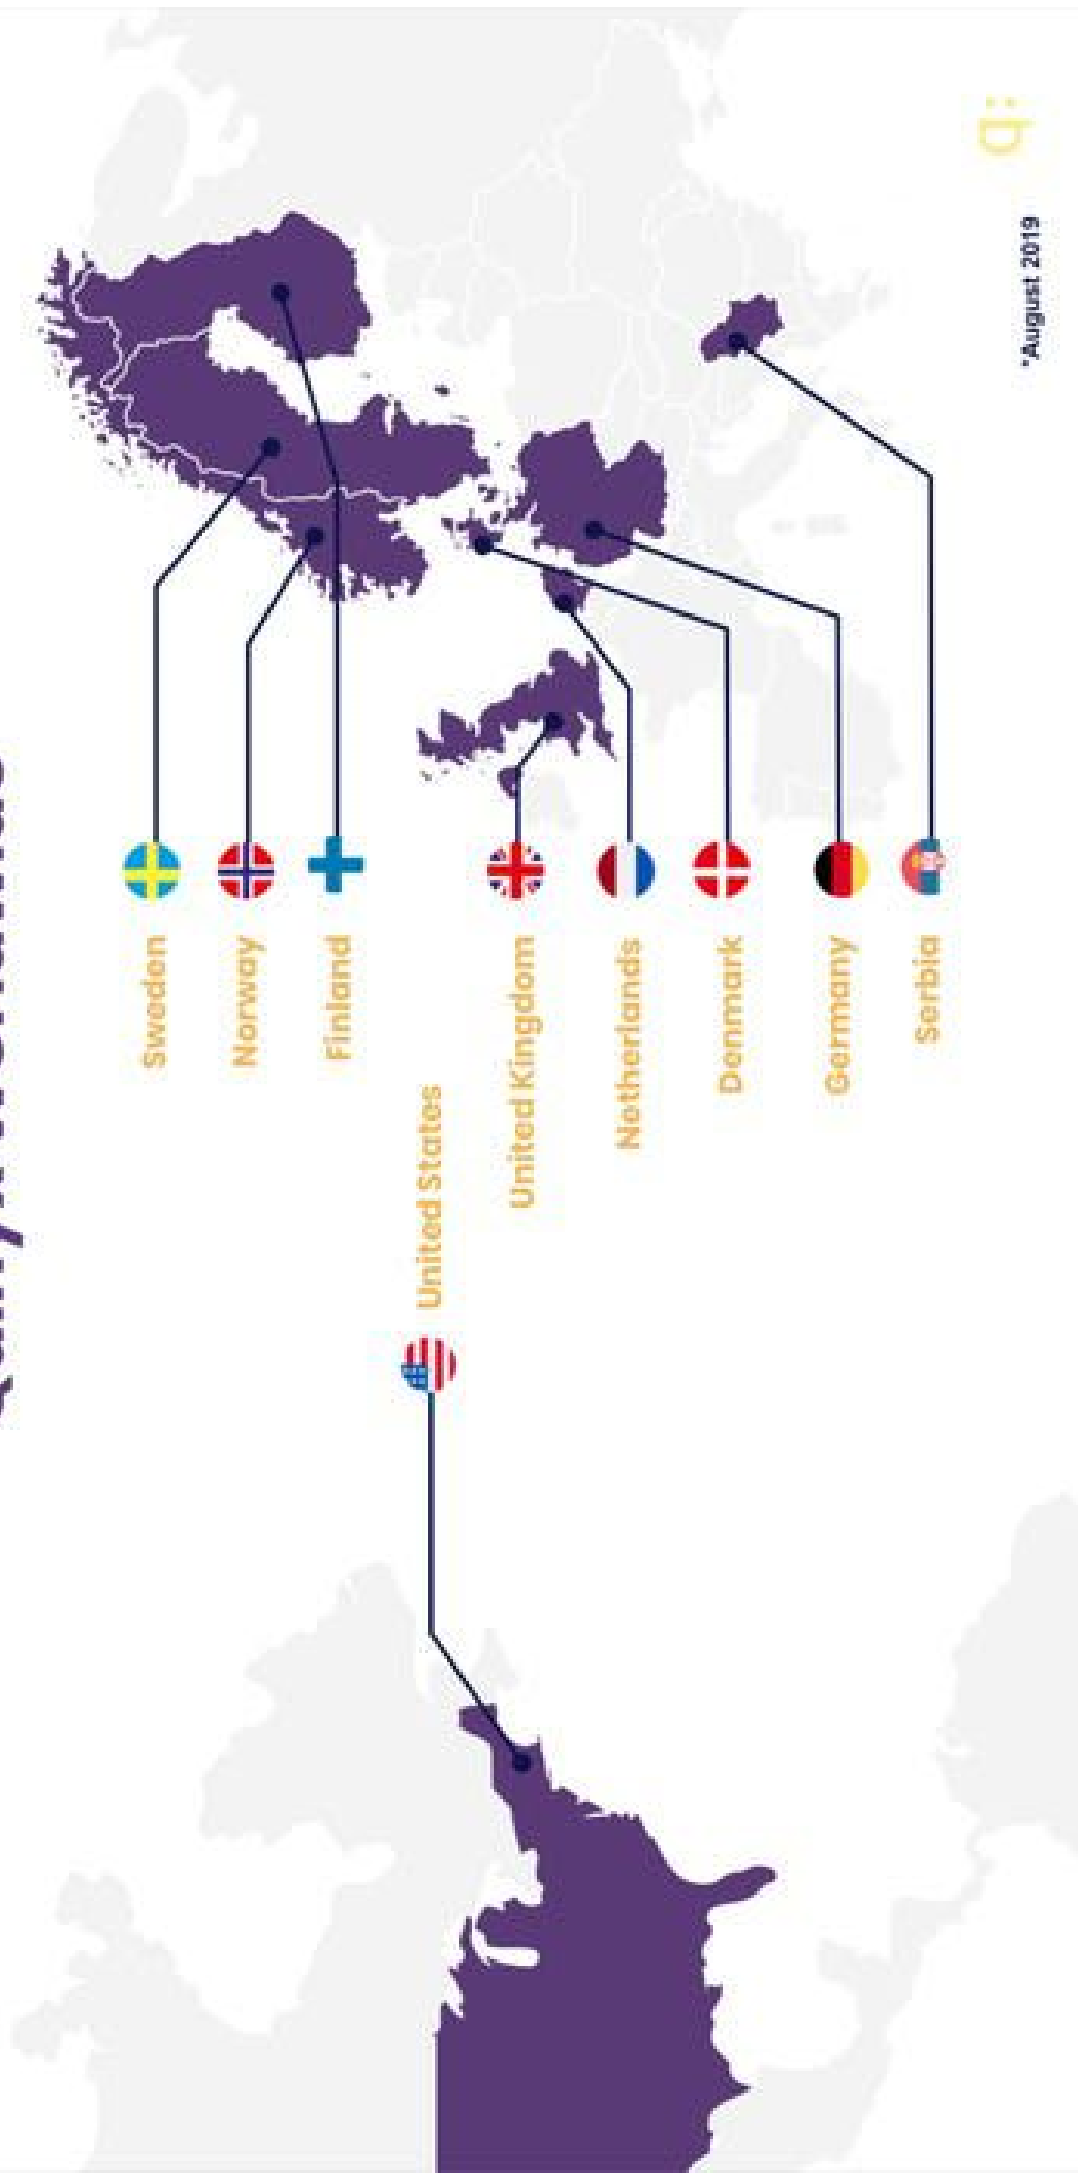 Sweden
Norway
Finland
United States
United Kingdom
Netherlands
Denmark
Germany
Serbia
*August 2019
q: